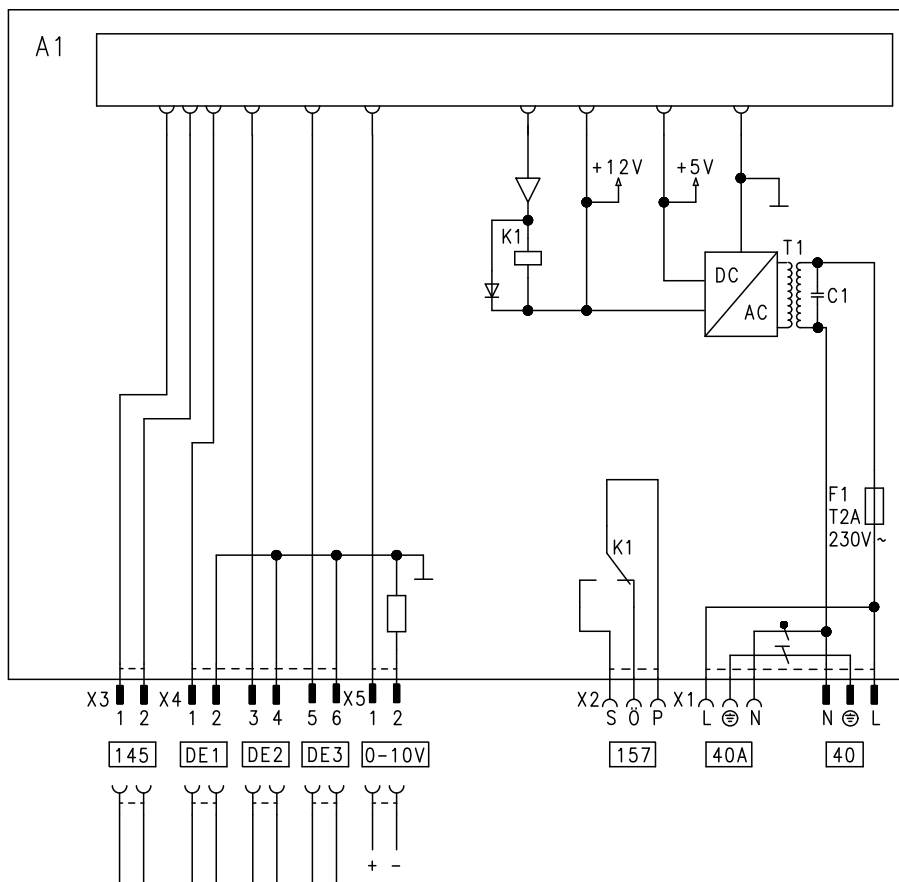 A1
+12V
+5V
K1
T1
DC
AC
C1
F1
T2A
230V ~
K1
X3 X4 X5 X2 X1
1 2 1 2 3 4 5 6 1 2 S Ö P L N N L
145 DE1 DE2 DE3 0-10V 157 40A 40
+ -